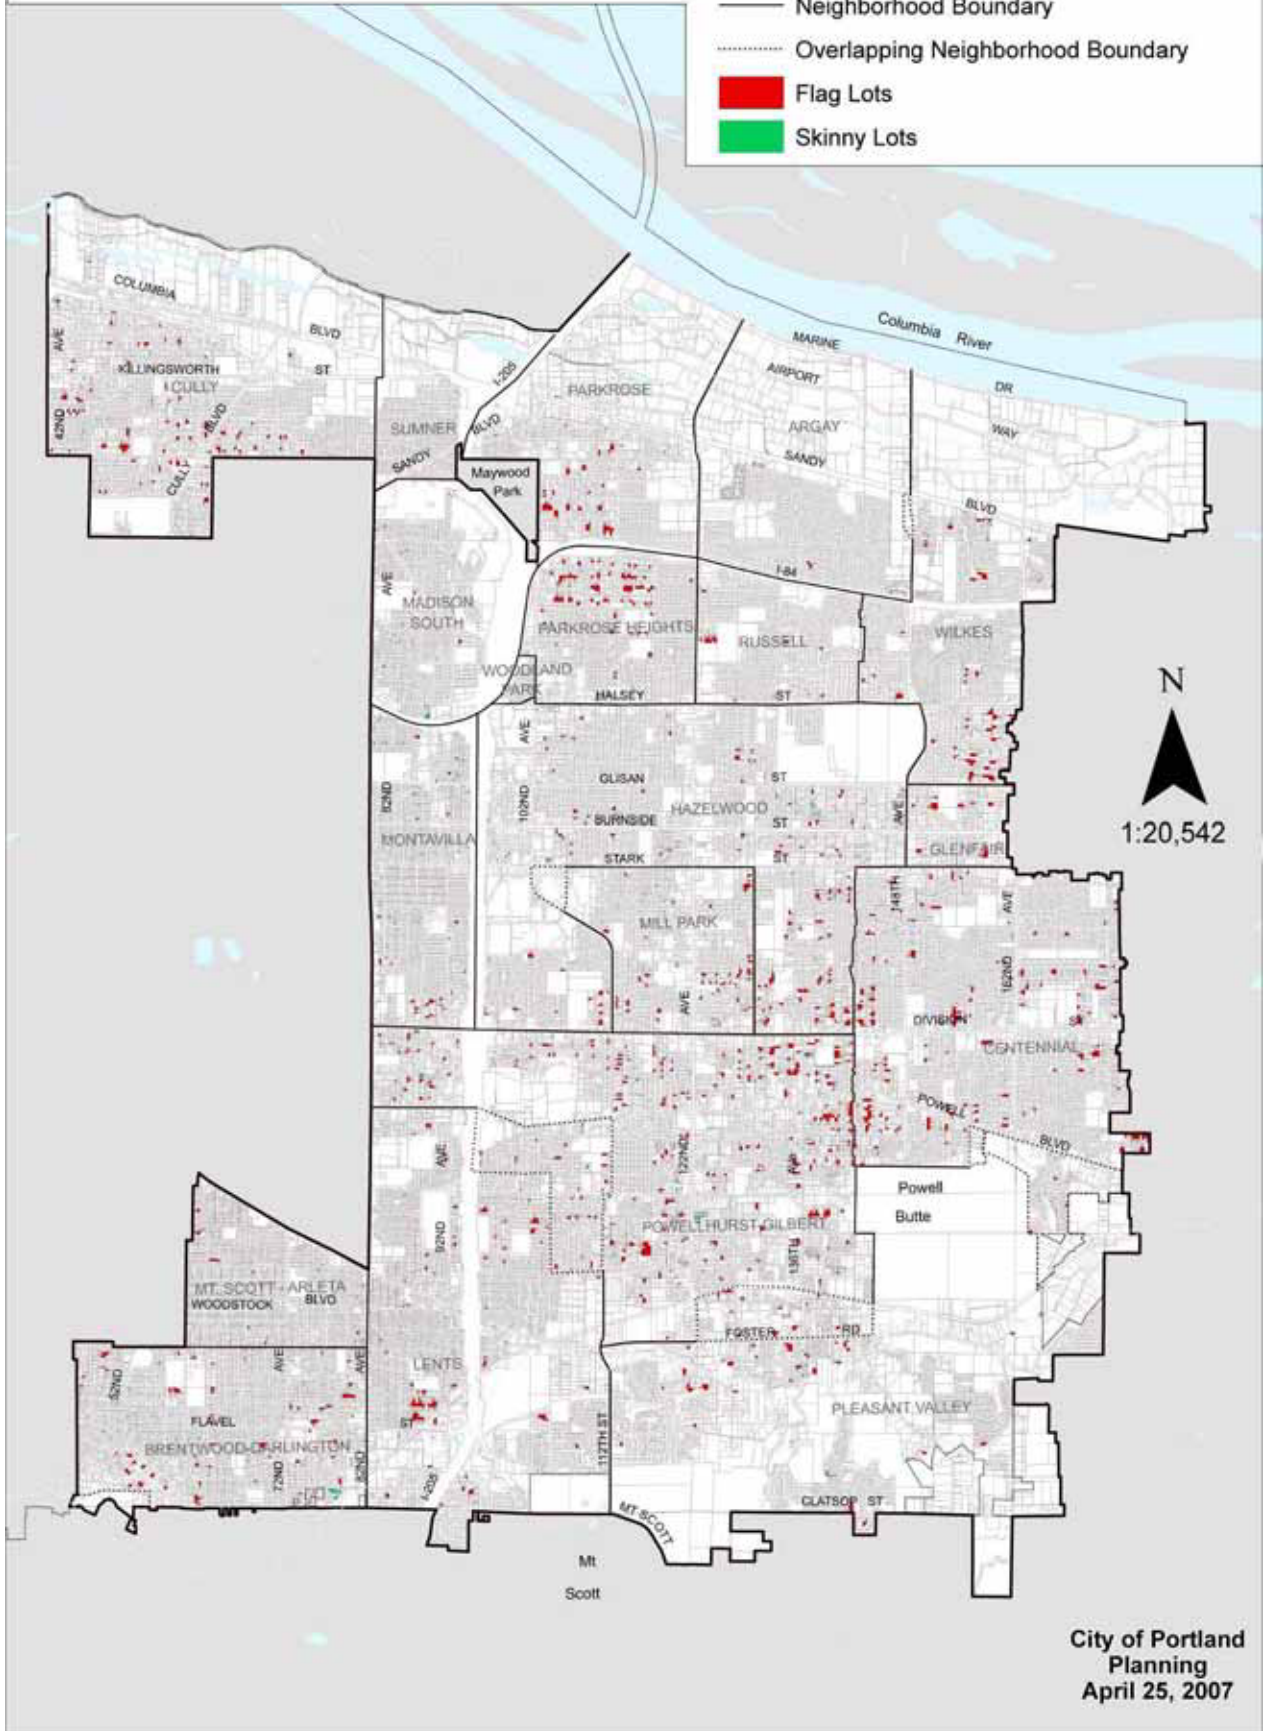 Neighborhood Boundary
Overlapping Neighborhood Boundary
Flag Lots
Skinny Lots
COLUMBIA
BLVD
Columbia River
MARINE
DR
AIRPORT
WAY
AVE
KILLINGSWORTH
ST
CULLY
I-205
PARKROSE
42ND
BLVD
SUMNER
BLVD
ARGAY
SANDY
SANDY
CULLY
Maywood
Park
BLVD
I-84
AVE
MADISON
SOUTH
PARKROSE HEIGHTS
RUSSELL
WILKES
WOODLAND
PARK
HALSEY
ST
N
1:20,542
AVE
82ND
102ND
GLISAN
ST
HAZELWOOD
BURNSIDE
ST
AVE
MONTAVILLA
STARK
ST
GLENFAIR
148TH
AVE
MILL PARK
162ND
AVE
DIVISION
ST
CENTENNIAL
POWELL
BLVD
AVE
122ND
AVE
Powell
Butte
92ND
POWELLHURST-GILBERT
136TH
MT. SCOTT - ARLETA
WOODSTOCK
BLVD
FOSTER
RD
52ND
AVE
AVE
LENTS
FLAVEL
ST
PLEASANT VALLEY
BRENTWOOD-DARLINGTON
72ND
82ND
I-205
112TH ST
MT SCOTT
CLATSOP ST
Mt
Scott
City of Portland
Planning
April 25, 2007